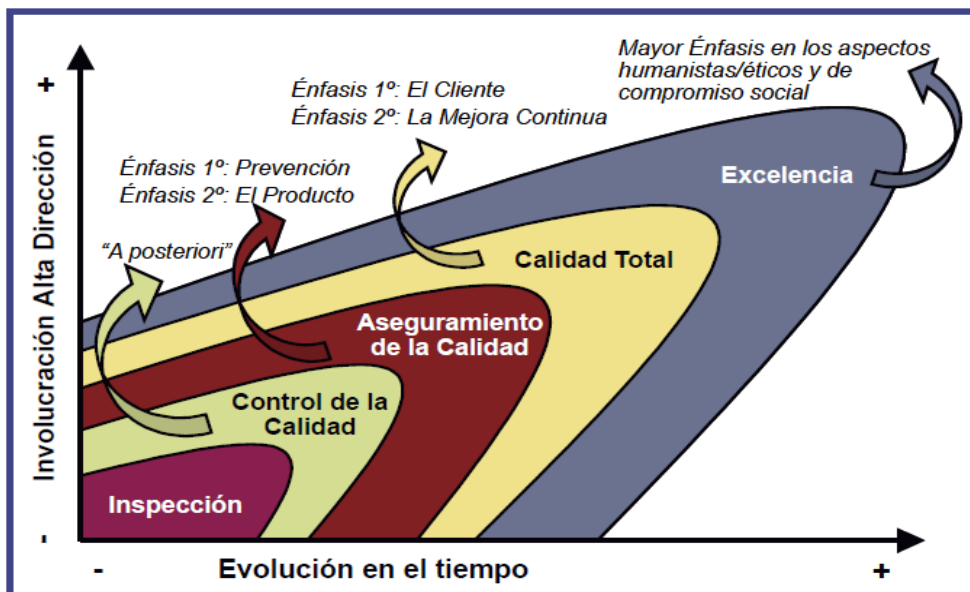 Mayor Énfasis en los aspectos
humanistas/éticos y de
compromiso social
Énfasis 1º: El Cliente
Énfasis 2º: La Mejora Continua
Énfasis 1º: Prevención
Énfasis 2º: El Producto
“A posteriori”
Excelencia
Calidad Total
Aseguramiento
de la Calidad
Control de la
Calidad
Inspección
+
Involucración Alta Dirección
-
-
Evolución en el tiempo
+